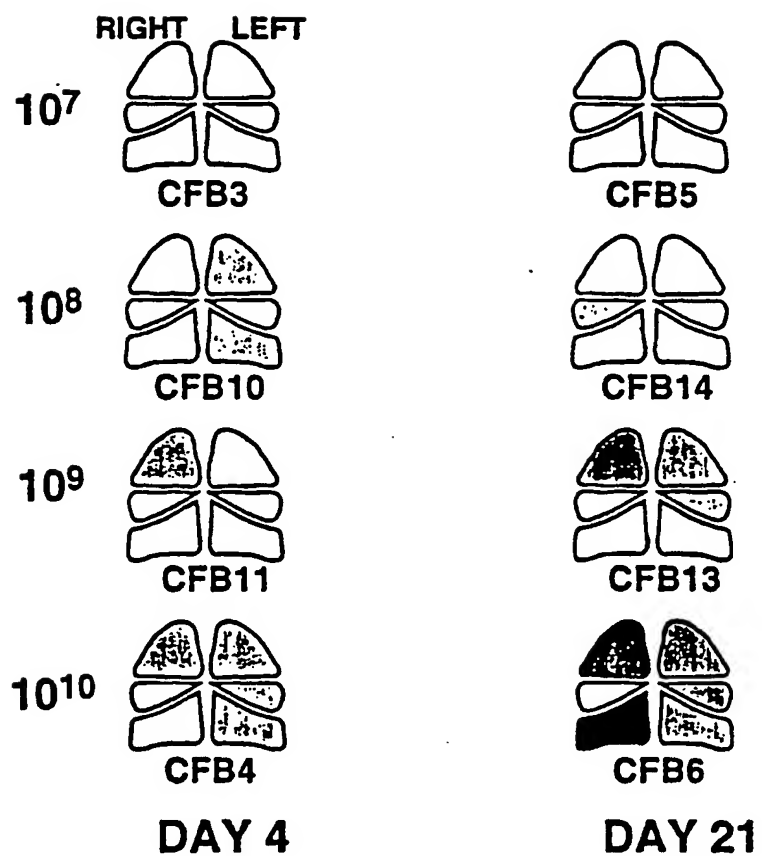 RIGHT LEFT
10⁷
CFB3 CFB5
10⁸
CFB10 CFB14
10⁹
CFB11 CFB13
10¹⁰
CFB4 CFB6
DAY 4 DAY 21